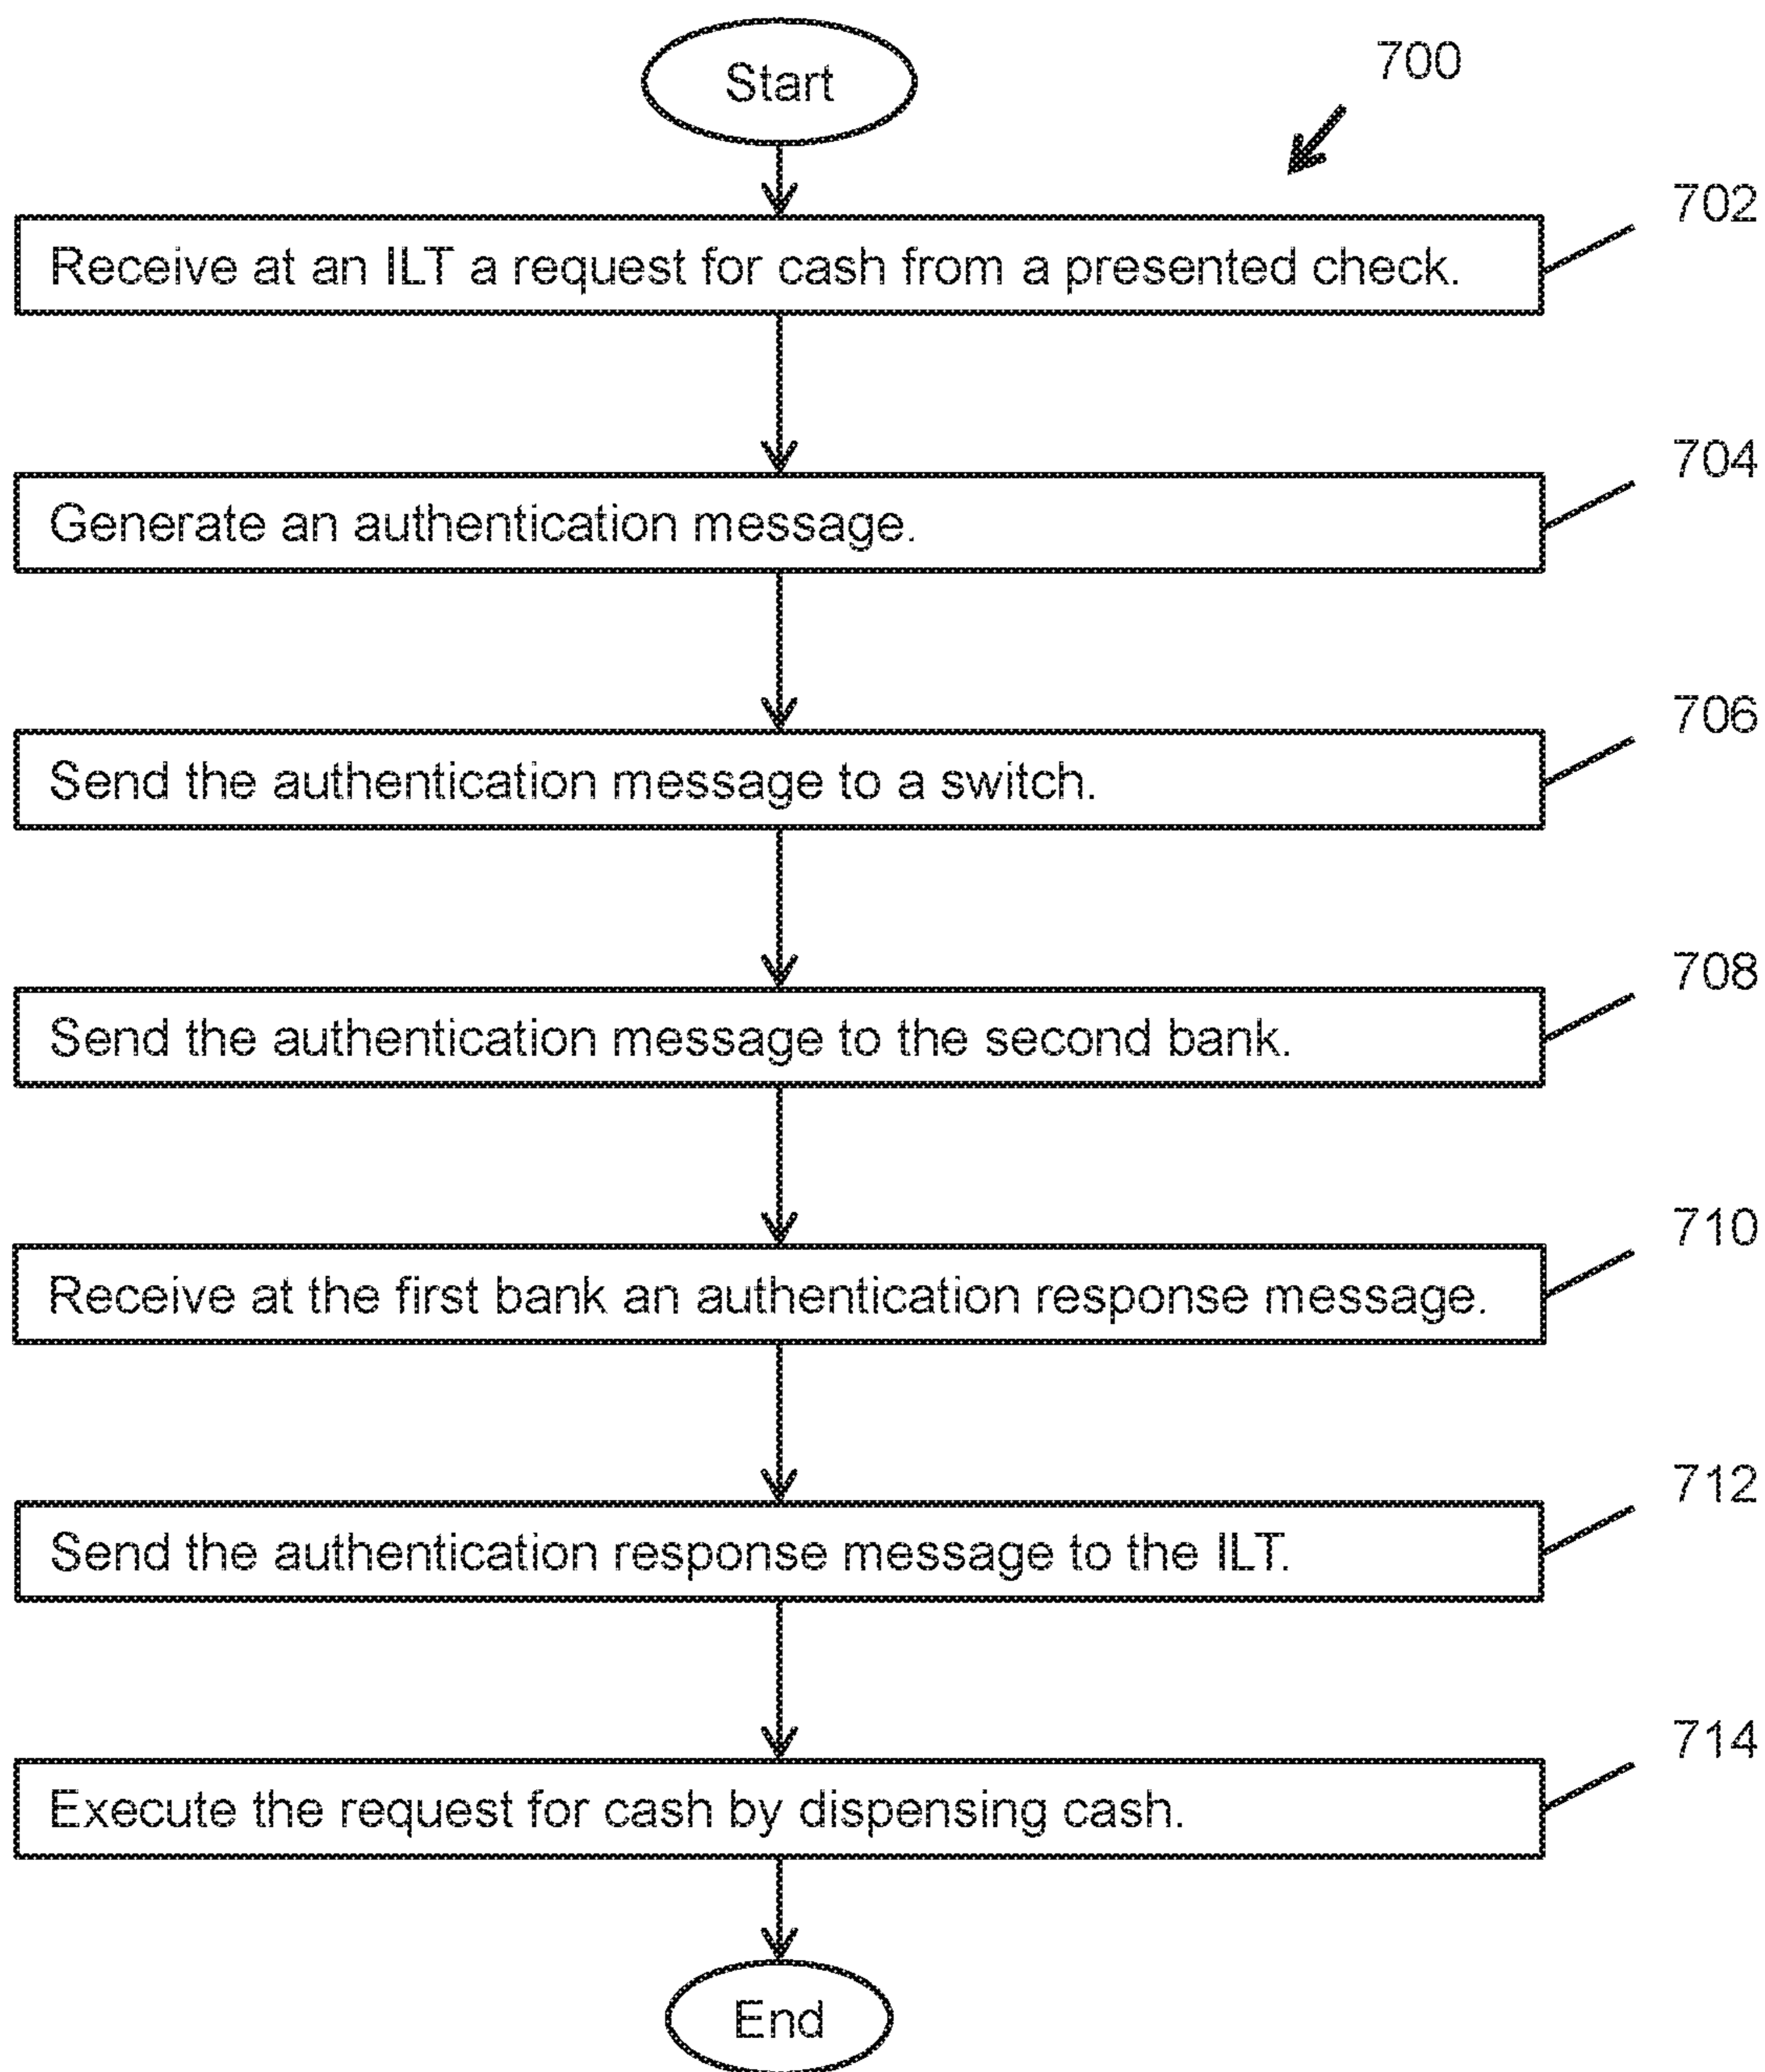 Start
700
702
Receive at an ILT a request for cash from a presented check.
704
Generate an authentication message.
706
Send the authentication message to a switch.
708
Send the authentication message to the second bank.
710
Receive at the first bank an authentication response message.
712
Send the authentication response message to the ILT.
714
Execute the request for cash by dispensing cash.
End